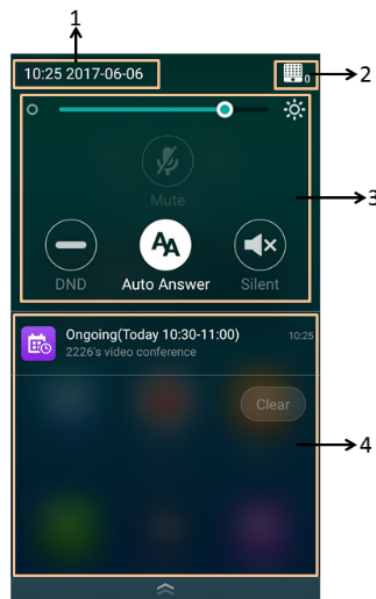 1
10:25 2017-06-06
0
2
Mute
3
DND
AA
Auto Answer
Silent
Ongoing(Today 10:30-11:00)
10:25
2226's video conference
Clear
4